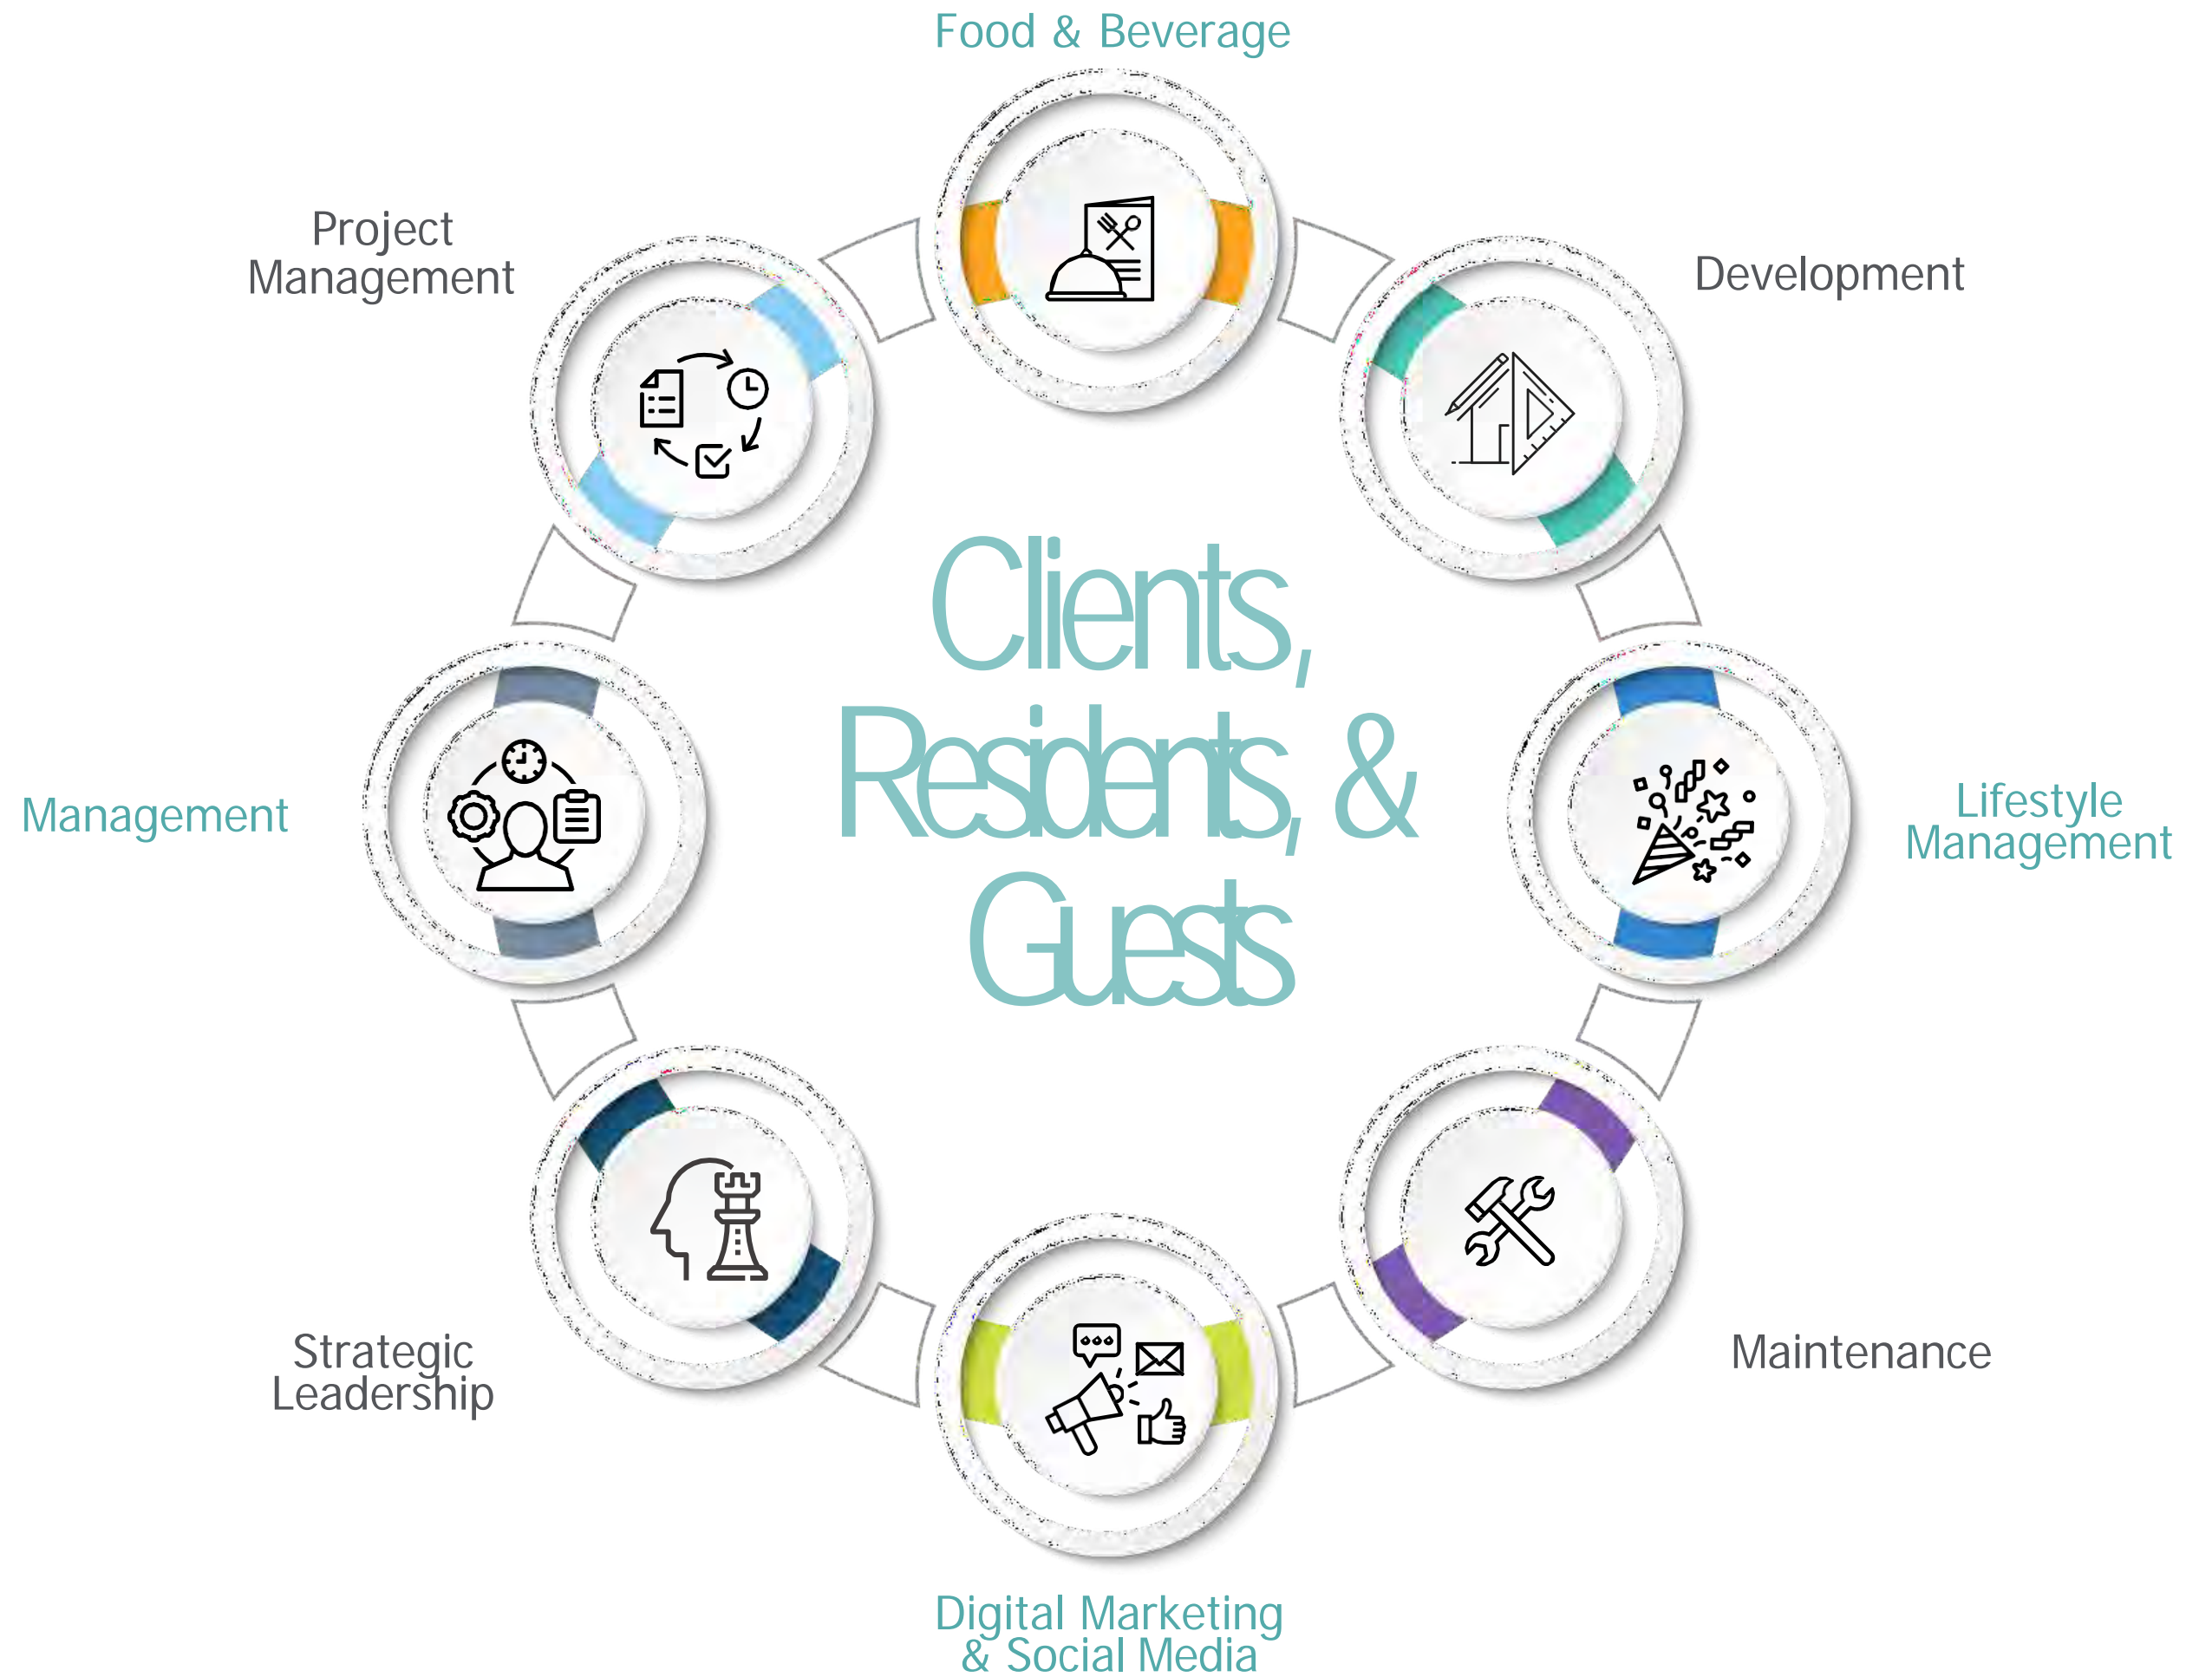 Food & Beverage
Project
Management
Development
Clients,
Residents, &
Guests
Management
Lifestyle
Management
Strategic
Leadership
Maintenance
Digital Marketing
& Social Media